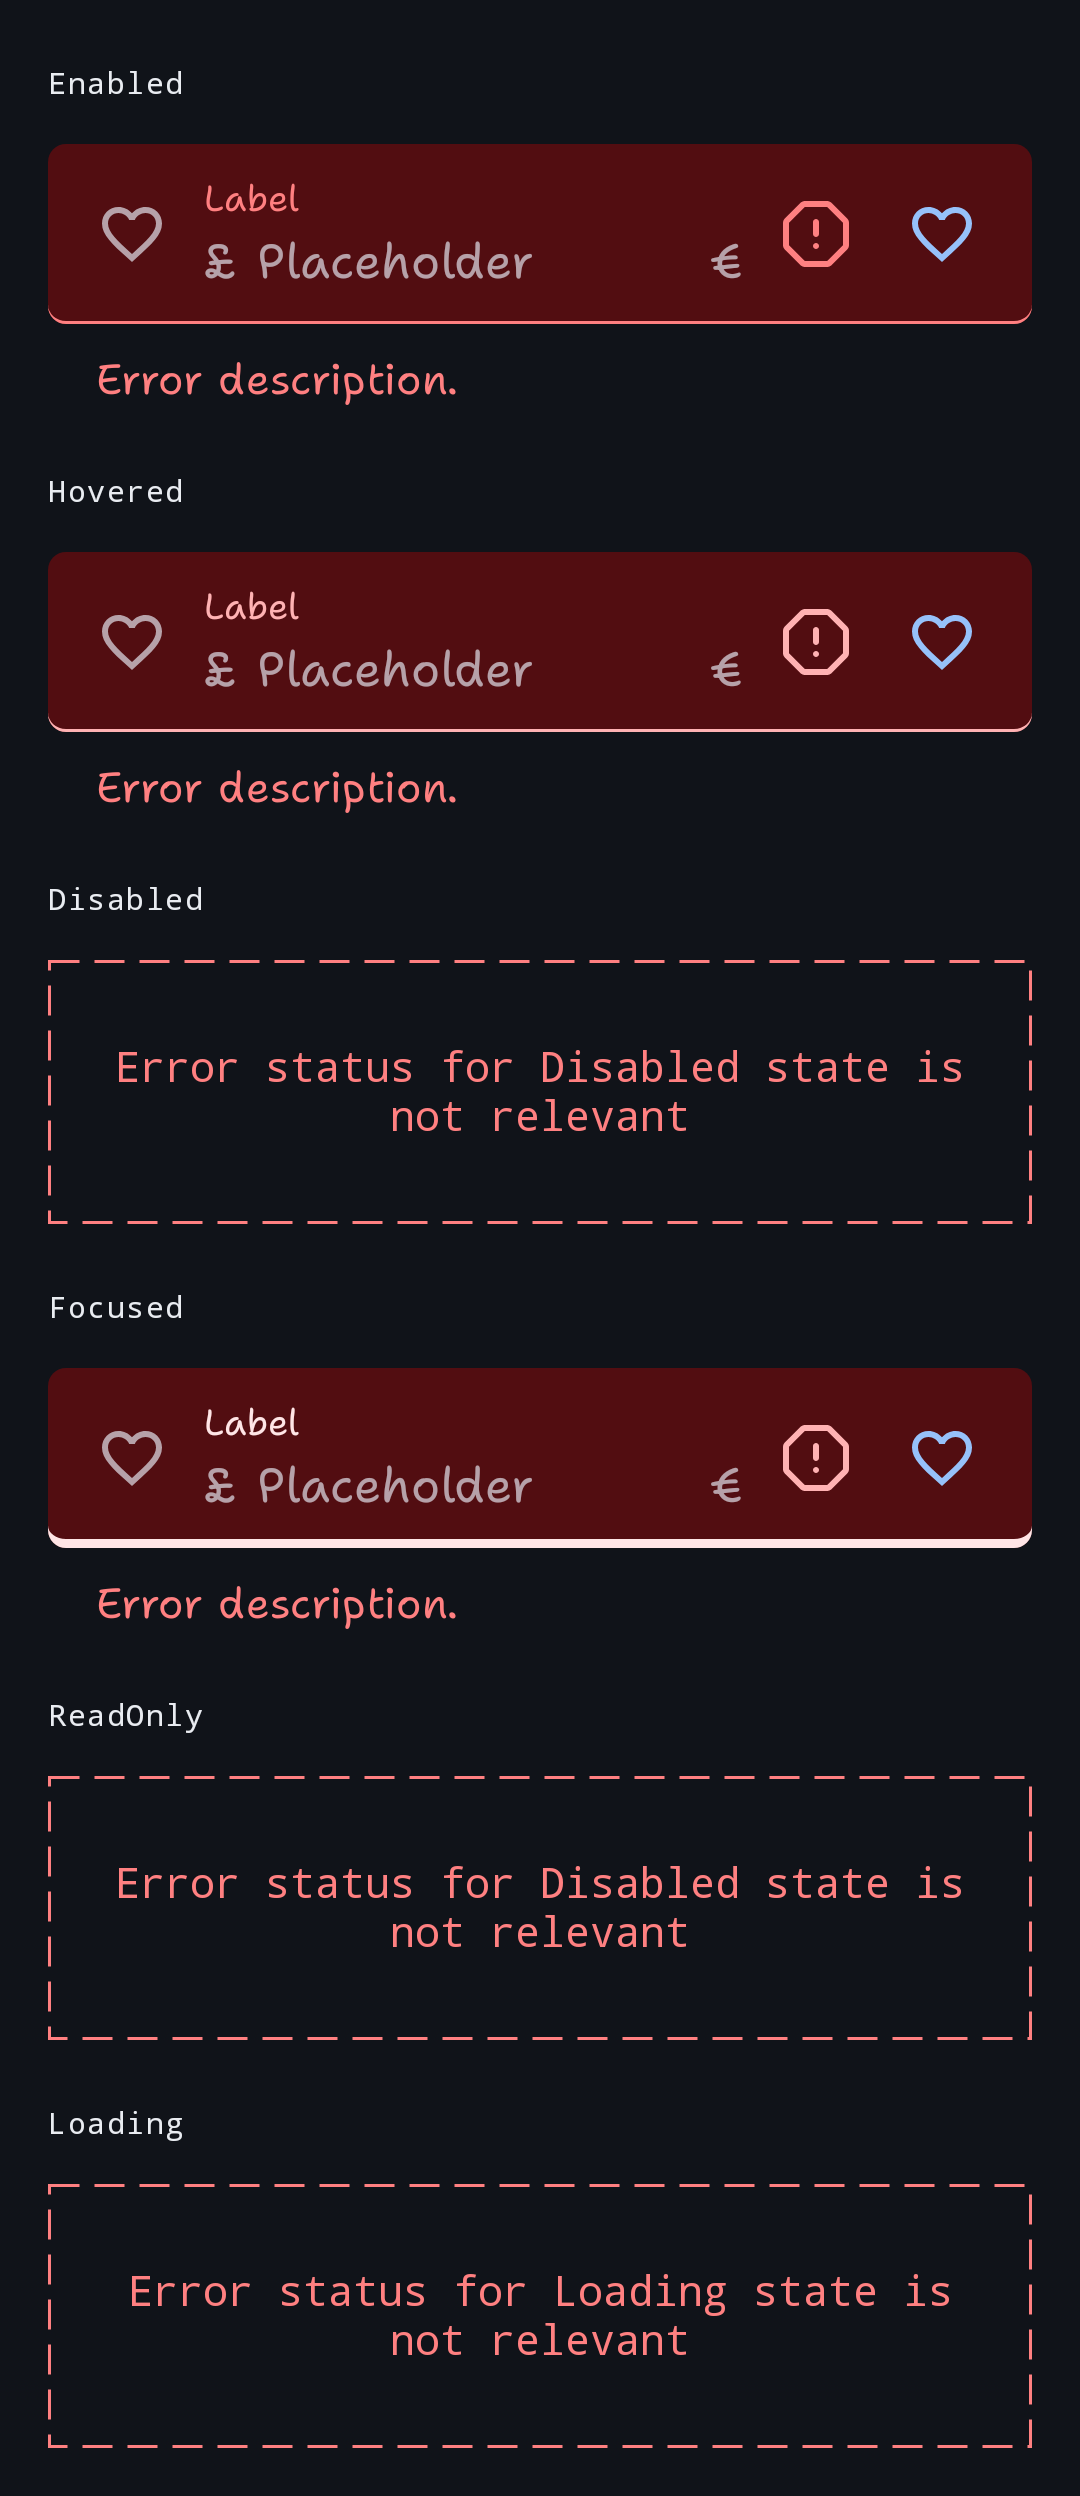 Enabled
Label
£ Placeholder €
Error description.
Hovered
Label
£ Placeholder €
Error description.
Disabled
Error status for Disabled state is
not relevant
Focused
Label
£ Placeholder €
Error description.
ReadOnly
Error status for Disabled state is
not relevant
Loading
Error status for Loading state is
not relevant